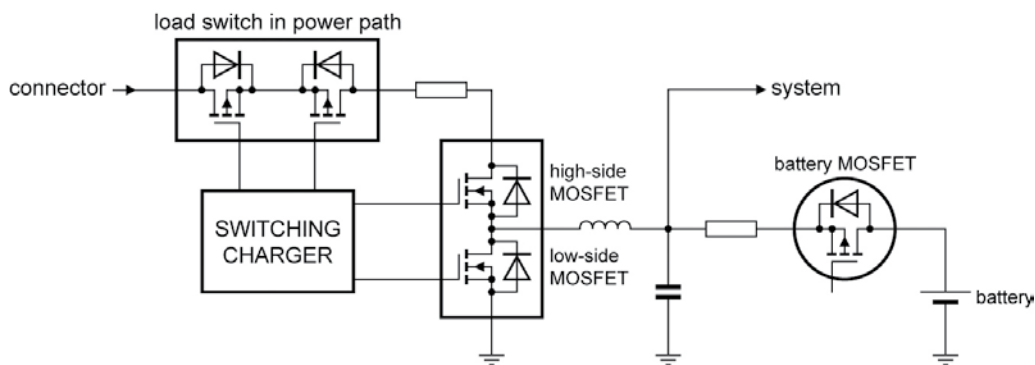 load switch in power path
connector
system
battery MOSFET
high-side
MOSFET
SWITCHING
CHARGER
low-side
MOSFET
battery